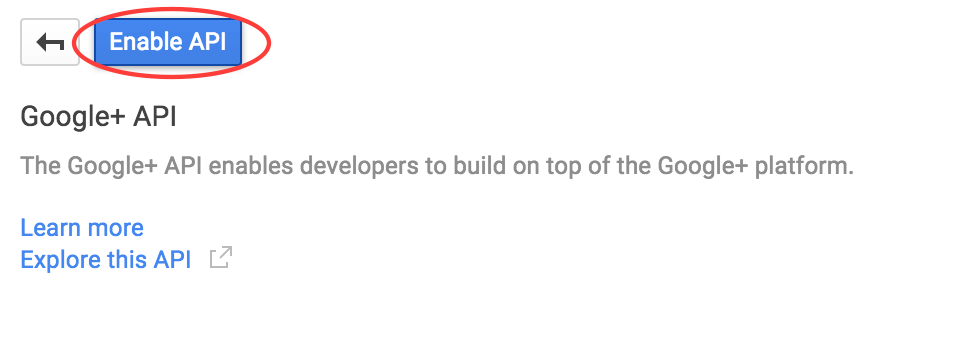 Enable API
Google+ API
The Google+ API enables developers to build on top of the Google+ platform.
Learn more
Explore this API